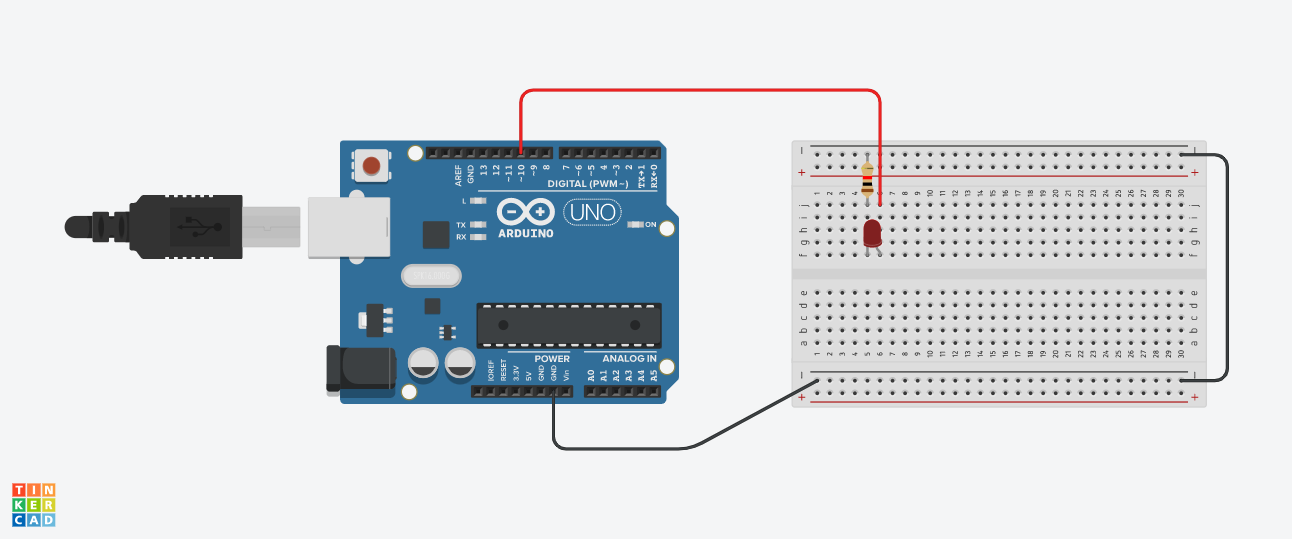 AREF
GND
13
12
~11
~10
~9
8
7
~6
~5
4
~3
2
TX→1
RX←0
DIGITAL (PWM~)
L
TX
RX
ARDUINO
UNO
ON
POWER
ANALOG IN
IOREF
RESET
3.3V
5V
GND
GND
Vin
A0
A1
A2
A3
A4
A5
− −
+ +
1 2 3 4 5 6 7 8 9 10 11 12 13 14 15 16 17 18 19 20 21 22 23 24 25 26 27 28 29 30
j j
i i
h h
g g
f f
e e
d d
c c
b b
a a
1 2 3 4 5 6 7 8 9 10 11 12 13 14 15 16 17 18 19 20 21 22 23 24 25 26 27 28 29 30
− −
+ +
TIN
KER
CAD